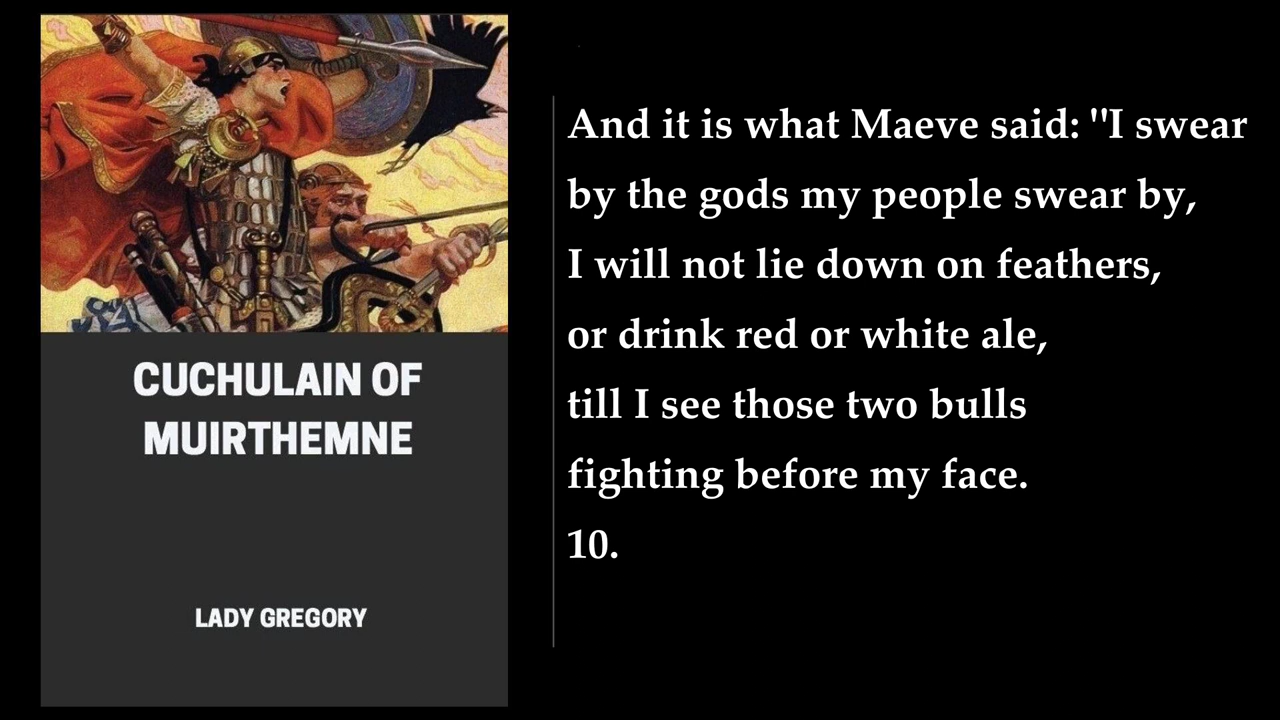 CUCHULAIN OF
MUIRTHEMNE
LADY GREGORY
And it is what Maeve said: "I swear
by the gods my people swear by,
I will not lie down on feathers,
or drink red or white ale,
till I see those two bulls
fighting before my face.
10.